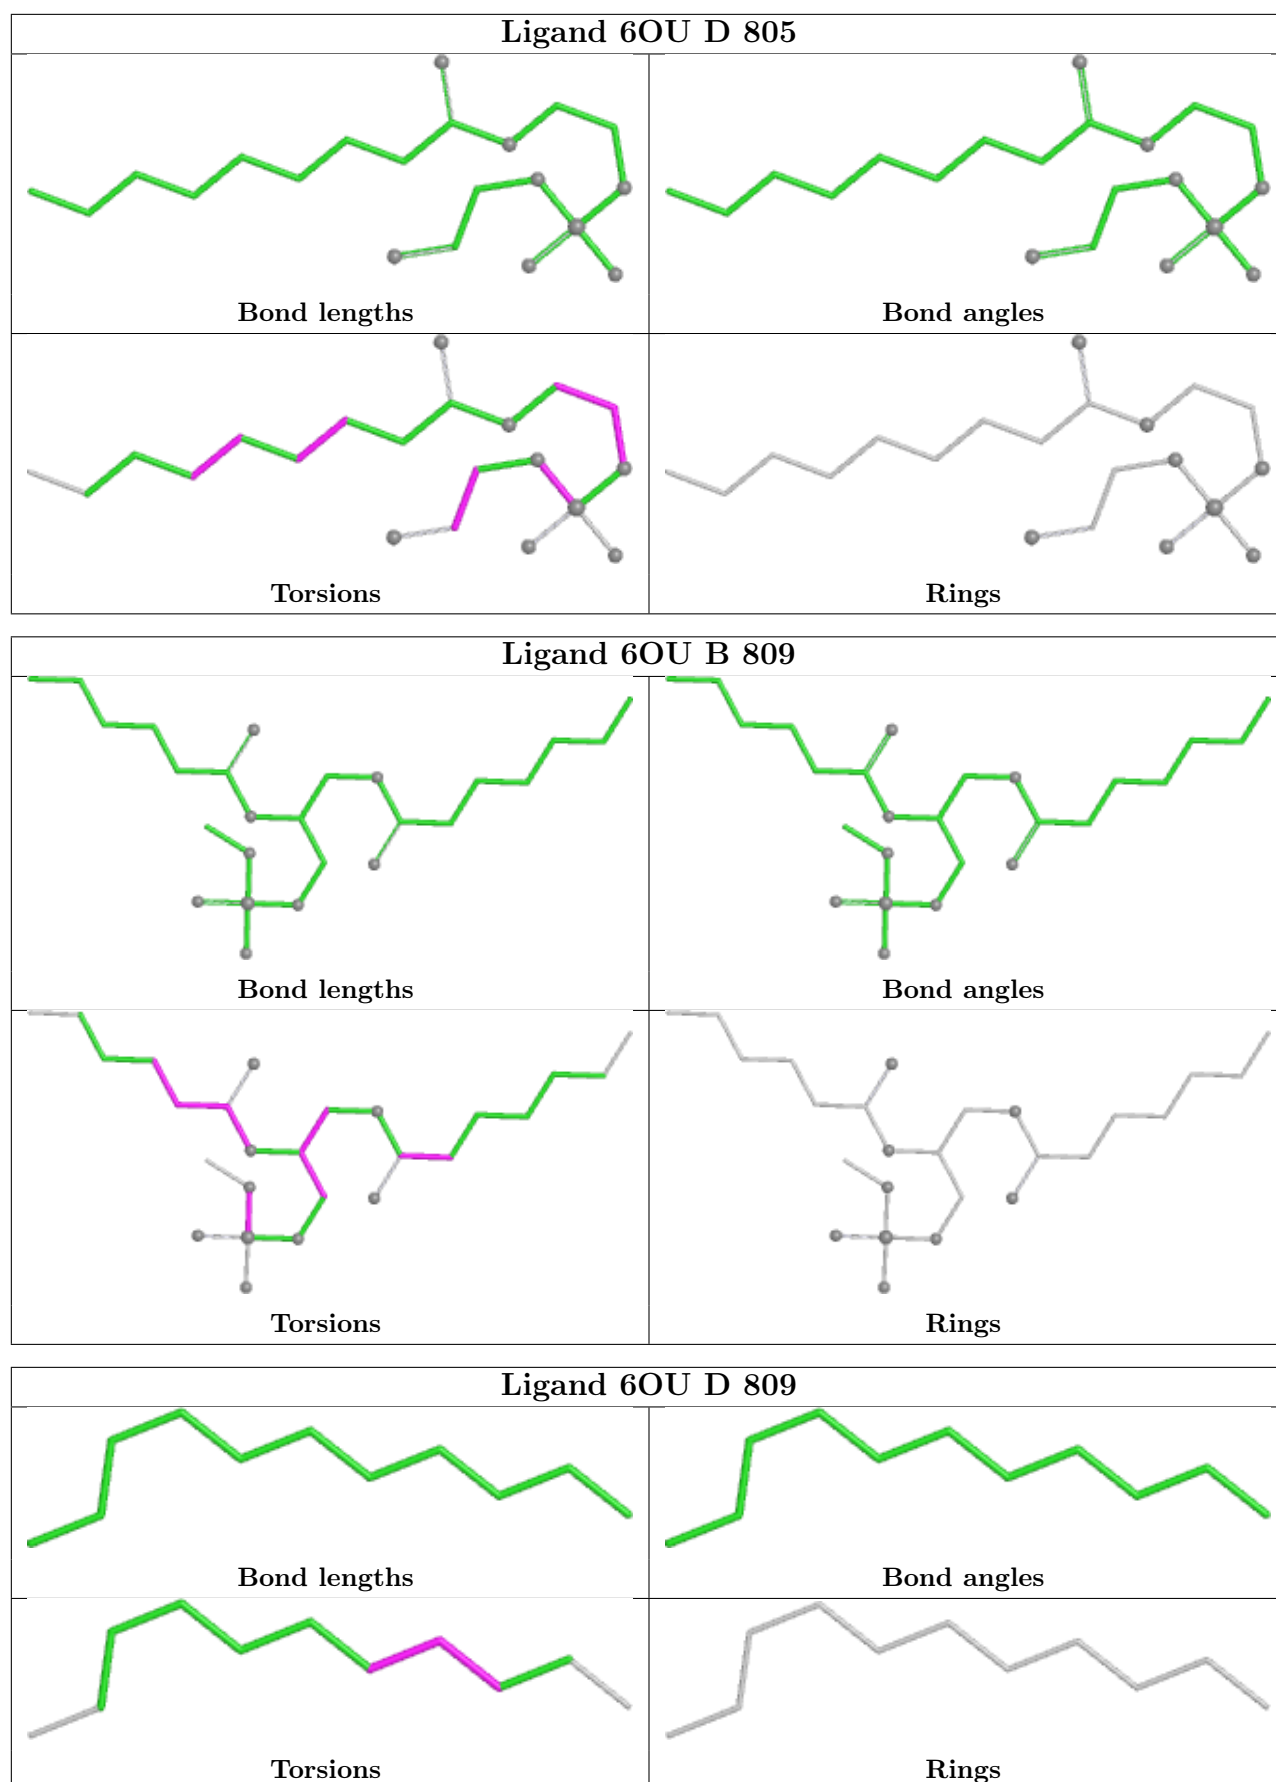 Ligand 6OU D 805
Bond lengths
Bond angles
Torsions
Rings
Ligand 6OU B 809
Bond lengths
Bond angles
Torsions
Rings
Ligand 6OU D 809
Bond lengths
Bond angles
Torsions
Rings